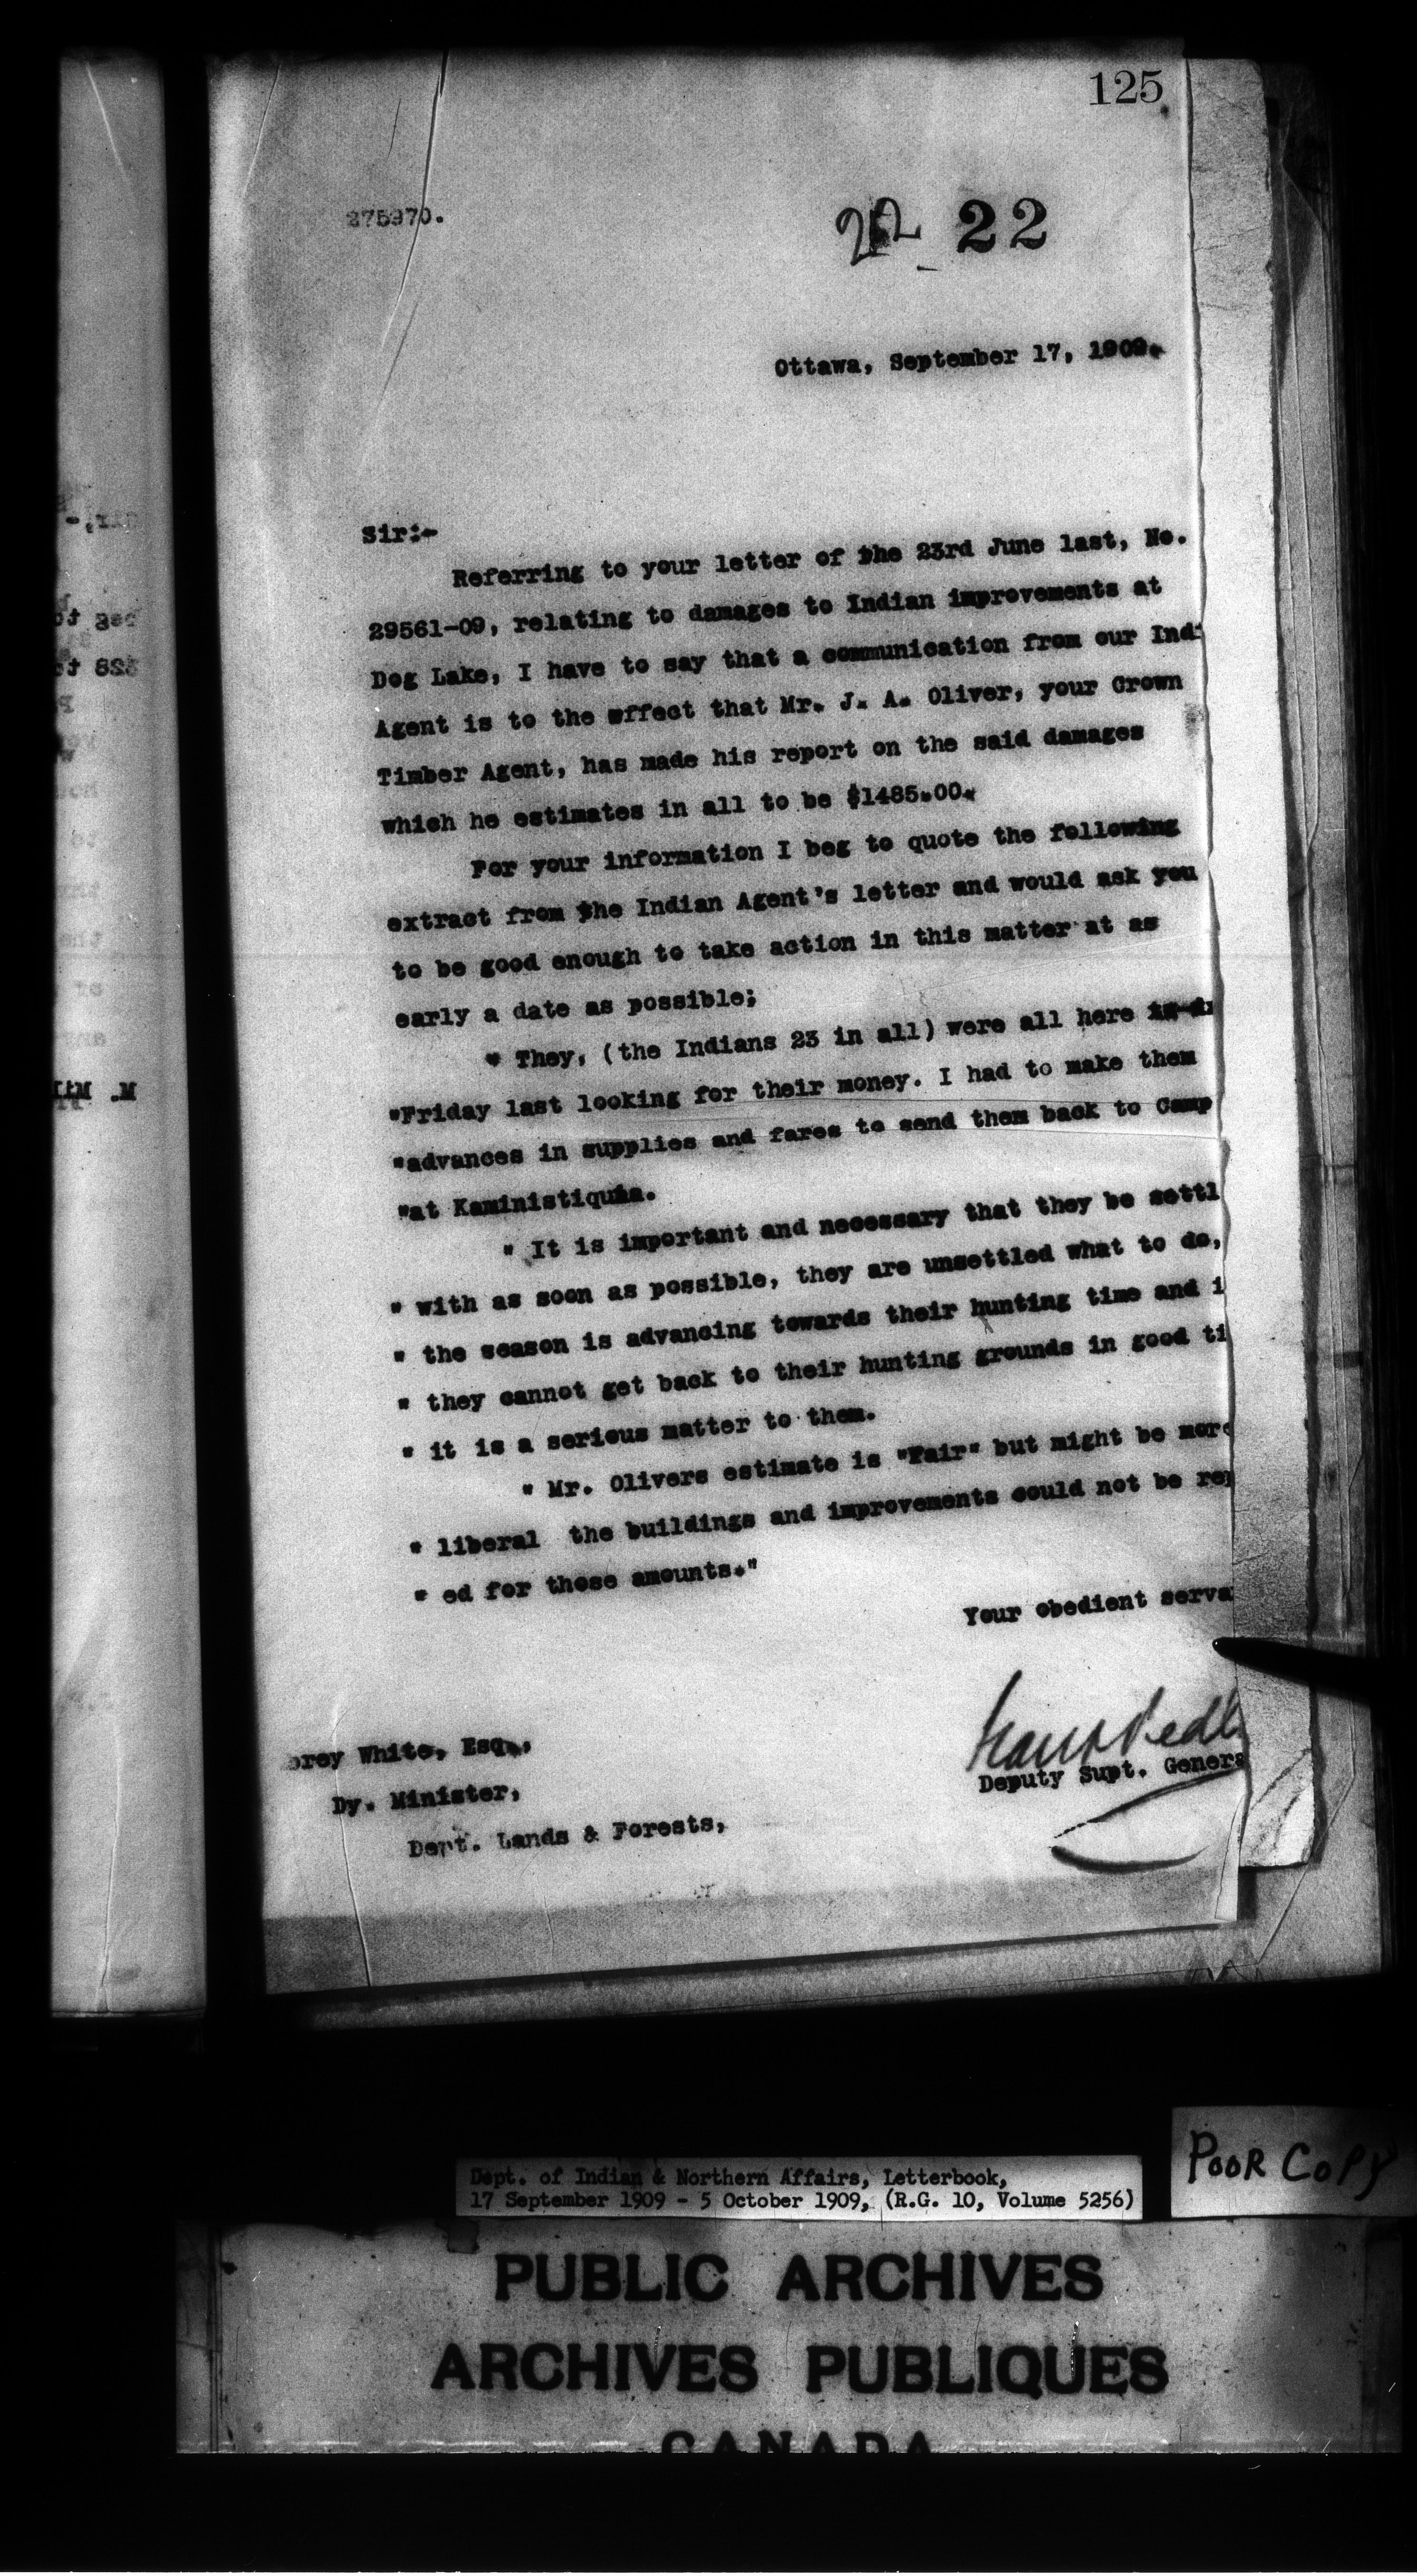 125
275970.
22
Ottawa, September 17, 1909.
Sir:-
Referring to your letter of the 23rd June last, No.
29561-09, relating to damages to Indian improvements at
Dog Lake, I have to say that a communication from our Indi
Agent is to the effect that Mr. J. A. Oliver, your Crown
Timber Agent, has made his report on the said damages
which he estimates in all to be $1485.00.
For your information I beg to quote the following
extract from the Indian Agent's letter and would ask you
to be good enough to take action in this matter at as
early a date as possible;
" They, (the Indians 23 in all) were all here
"Friday last looking for their money. I had to make them
"advances in supplies and fares to send them back to Camp
"at Kaministiquia.
" It is important and necessary that they be settl
" with as soon as possible, they are unsettled what to do,
" the season is advancing towards their hunting time and i
" they cannot get back to their hunting grounds in good ti
" it is a serious matter to them.
" Mr. Olivers estimate is "Fair" but might be more
" liberal the buildings and improvements could not be rep
" ed for these amounts."
Your obedient serva
Deputy Supt. Genera
brey White, Esq.,
Dy. Minister,
Dept. Lands & Forests,
Dept. of Indian & Northern Affairs, Letterbook,
17 September 1909 - 5 October 1909, (R.G. 10, Volume 5256)
POOR COPY
PUBLIC ARCHIVES
ARCHIVES PUBLIQUES
CANADA